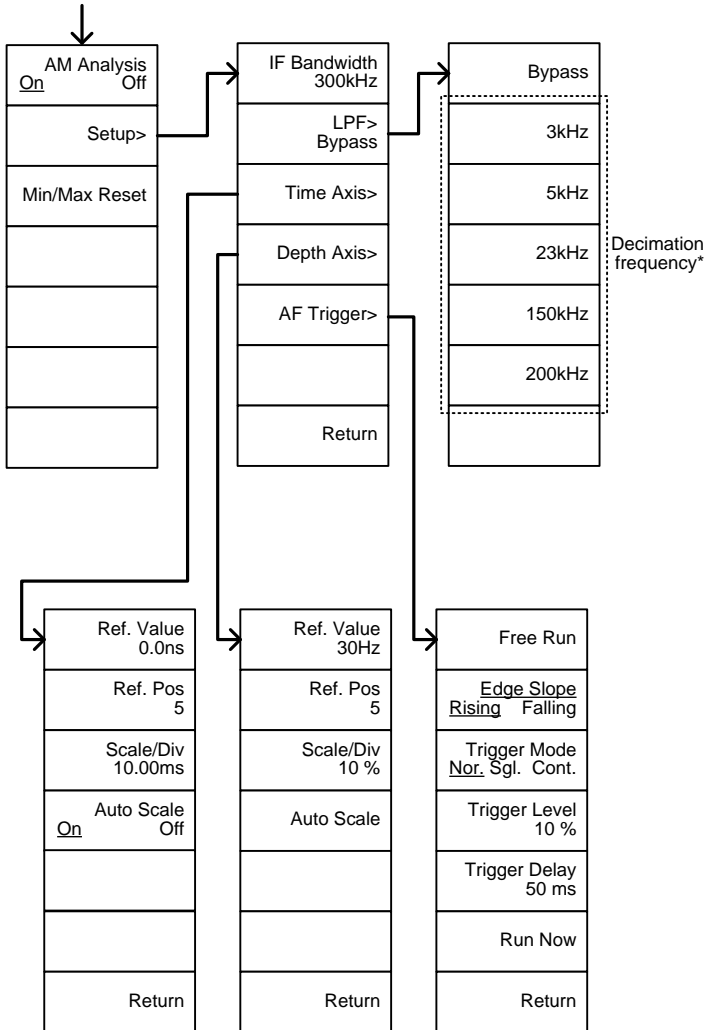 AM Analysis
On Off
Setup>
Min/Max Reset
IF Bandwidth
300kHz
LPF>
Bypass
Time Axis>
Depth Axis>
AF Trigger>
Return
Bypass
3kHz
5kHz
23kHz
150kHz
200kHz
Decimation
frequency*
Ref. Value
0.0ns
Ref. Pos
5
Scale/Div
10.00ms
Auto Scale
On Off
Return
Ref. Value
30Hz
Ref. Pos
5
Scale/Div
10 %
Auto Scale
Return
Free Run
Edge Slope
Rising Falling
Trigger Mode
Nor. Sgl. Cont.
Trigger Level
10 %
Trigger Delay
50 ms
Run Now
Return